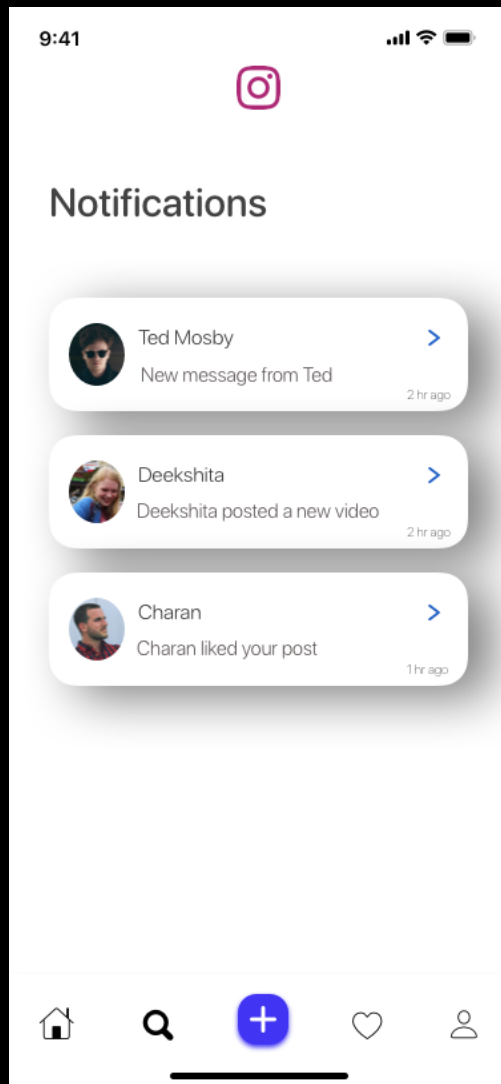 9:41
Notifications
Ted Mosby
New message from Ted
2 hr ago
Deekshita
Deekshita posted a new video
2 hr ago
Charan
Charan liked your post
1 hr ago